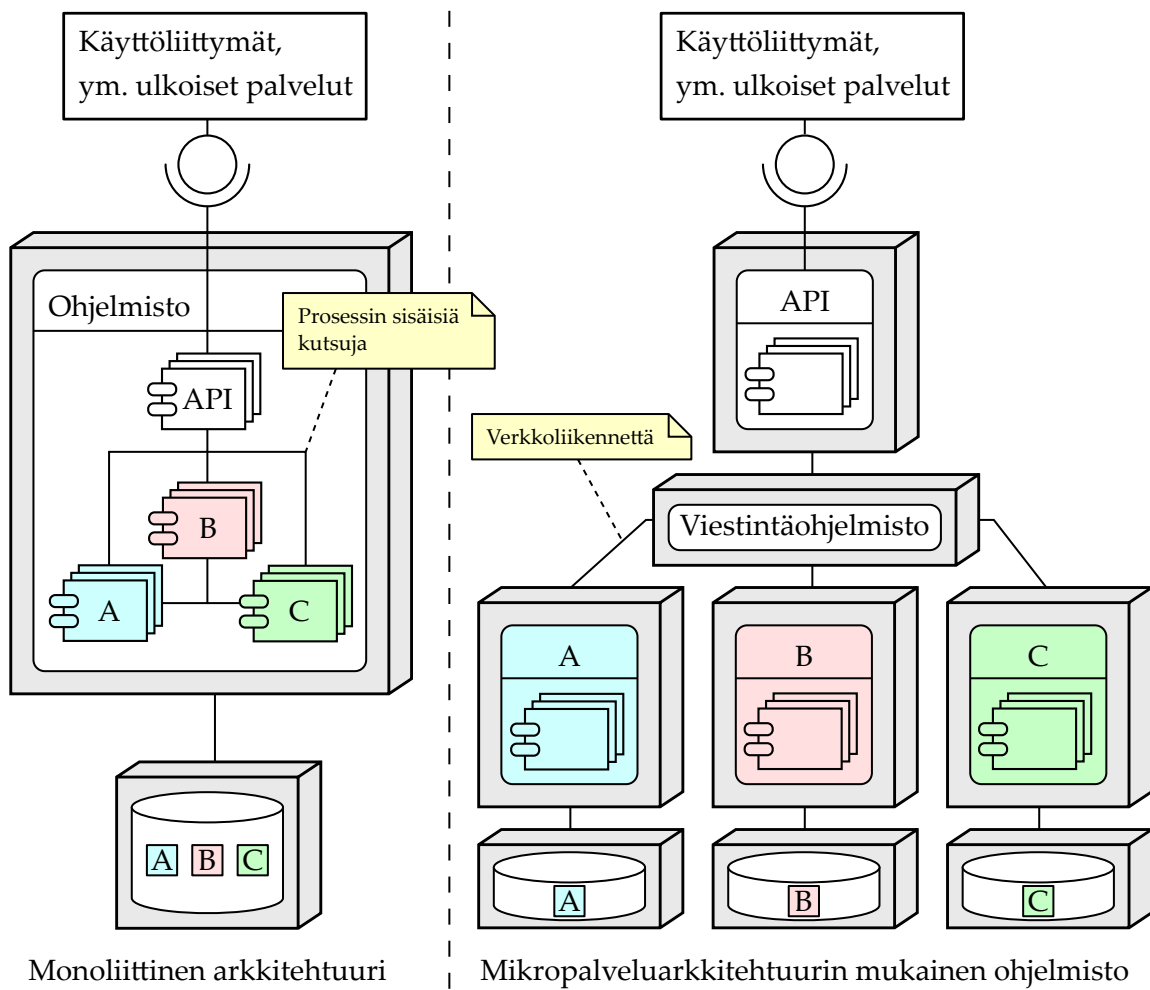 Käyttöliittymät,
ym. ulkoiset palvelut
Ohjelmisto
Prosessin sisäisiä
kutsuja
API
B
A
C
A B C
Monoliittinen arkkitehtuuri
Käyttöliittymät,
ym. ulkoiset palvelut
API
Verkkoliikennettä
Viestintäohjelmisto
A B C
A B C
Mikropalveluarkkitehtuurin mukainen ohjelmisto